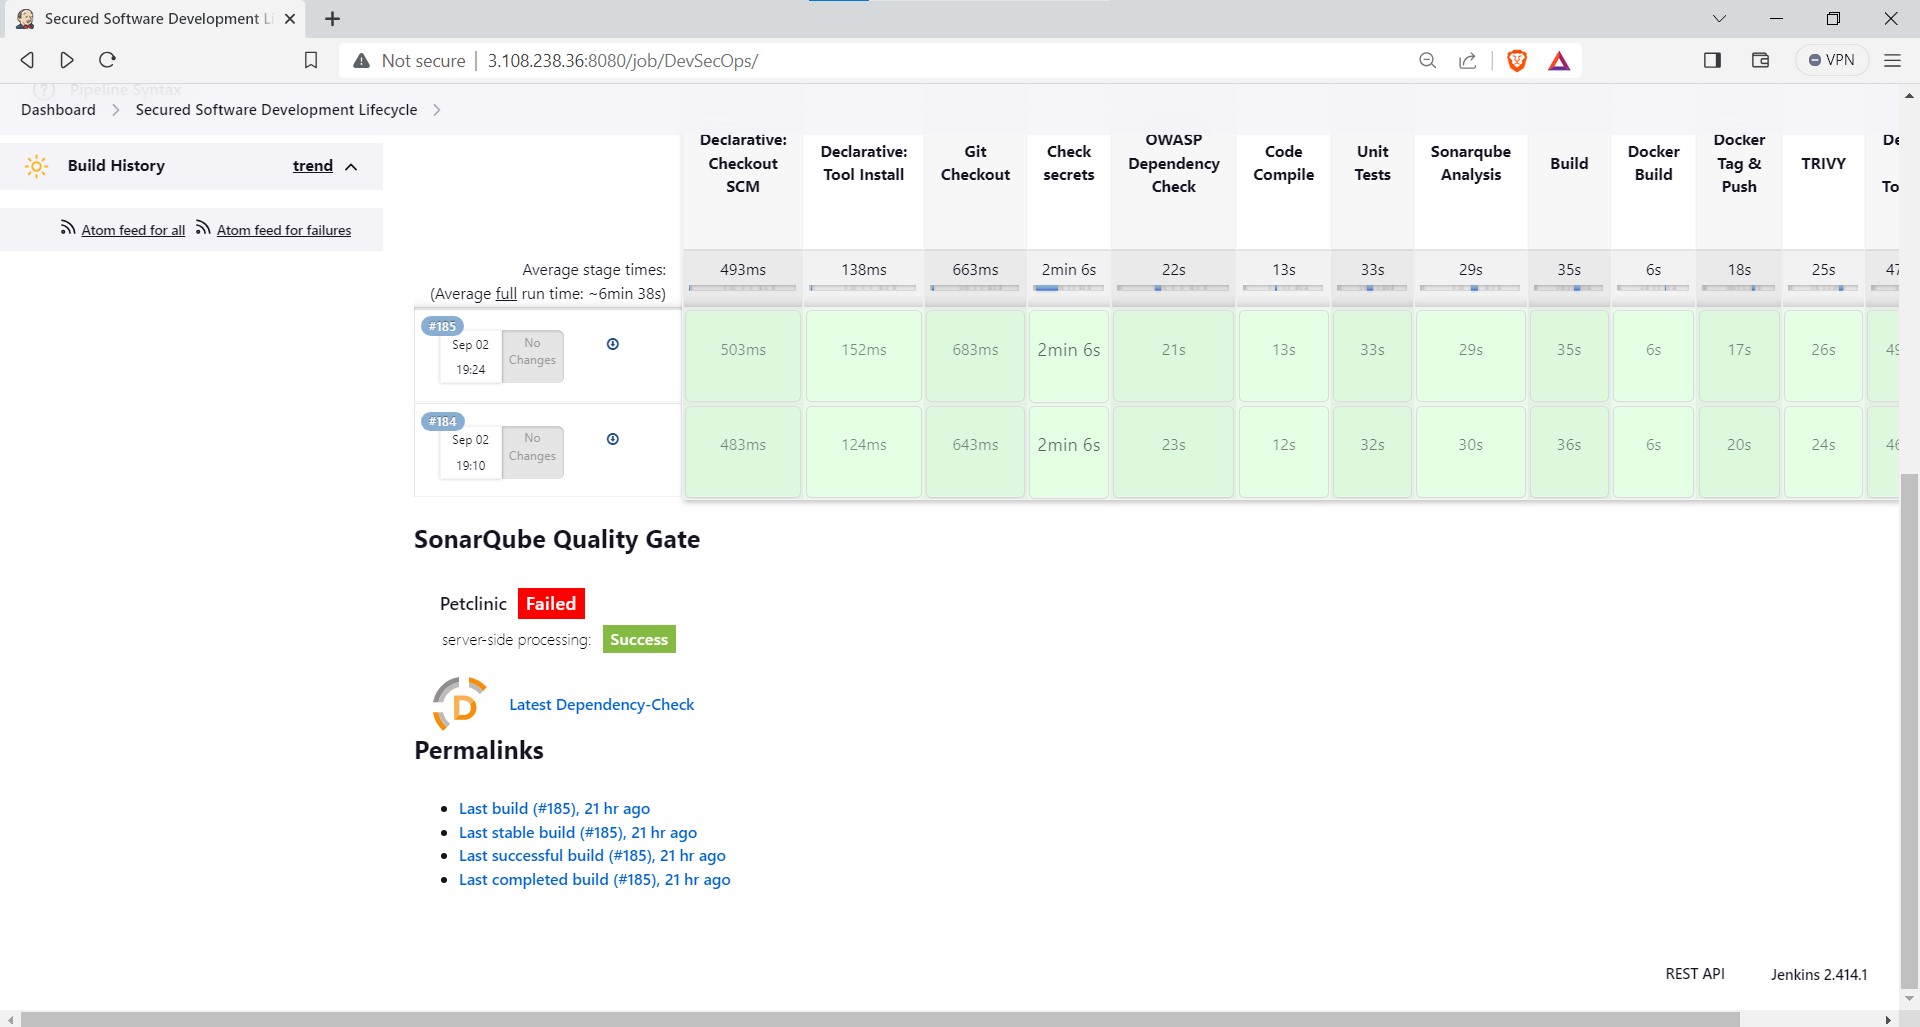 Secured Software Development Li
Not secure
3.108.238.36:8080/job/DevSecOps/
VPN
Pipeline Syntax
Dashboard
Secured Software Development Lifecycle
Build History
trend
Atom feed for all
Atom feed for failures
Declarative:
Checkout
SCM
Declarative:
Tool Install
Git
Checkout
Check
secrets
OWASP
Dependency
Check
Code
Compile
Unit
Tests
Sonarqube
Analysis
Build
Docker
Build
Docker
Tag &
Push
TRIVY
De
To
Average stage times:
(Average full run time: ~6min 38s)
493ms
138ms
663ms
2min 6s
22s
13s
33s
29s
35s
6s
18s
25s
47
#185
Sep 02
19:24
No
Changes
503ms
152ms
683ms
2min 6s
21s
13s
33s
29s
35s
6s
17s
26s
49
#184
Sep 02
19:10
No
Changes
483ms
124ms
643ms
2min 6s
23s
12s
32s
30s
36s
6s
20s
24s
46
SonarQube Quality Gate
Petclinic Failed
server-side processing: Success
D
Latest Dependency-Check
Permalinks
Last build (#185), 21 hr ago
Last stable build (#185), 21 hr ago
Last successful build (#185), 21 hr ago
Last completed build (#185), 21 hr ago
REST API
Jenkins 2.414.1